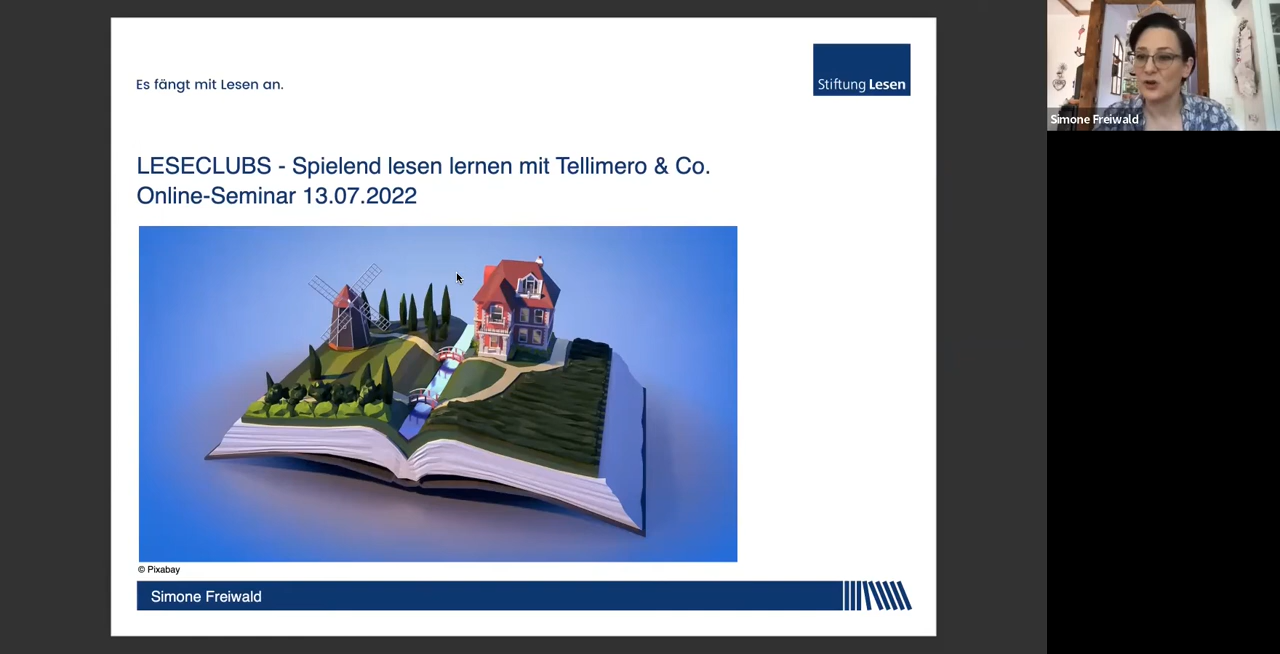 Es fängt mit Lesen an.
Stiftung Lesen
LESECLUBS - Spielend lesen lernen mit Tellimero & Co.
Online-Seminar 13.07.2022
© Pixabay
Simone Freiwald
Simone Freiwald